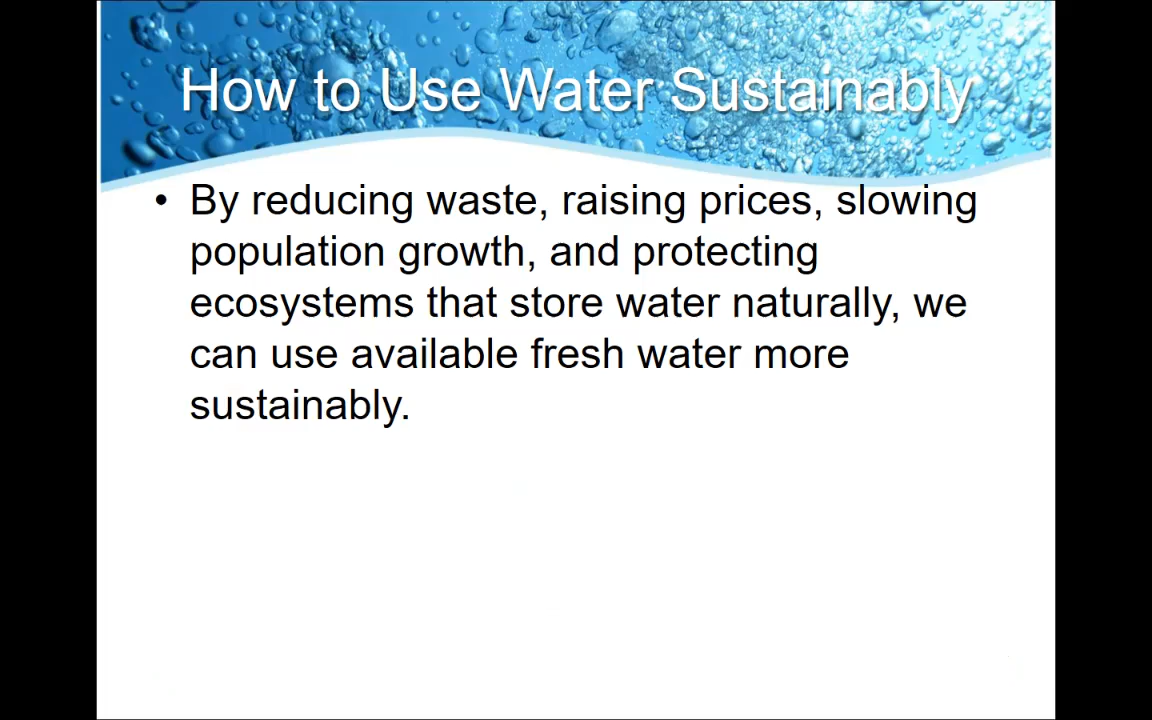 How to Use Water Sustainably
• By reducing waste, raising prices, slowing
population growth, and protecting
ecosystems that store water naturally, we
can use available fresh water more
sustainably.